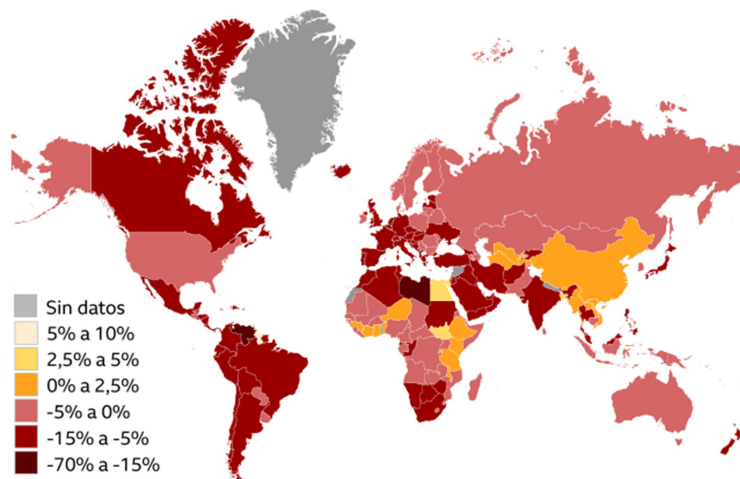 Sin datos
5% a 10%
2,5% a 5%
0% a 2,5%
-5% a 0%
-15% a -5%
-70% a -15%